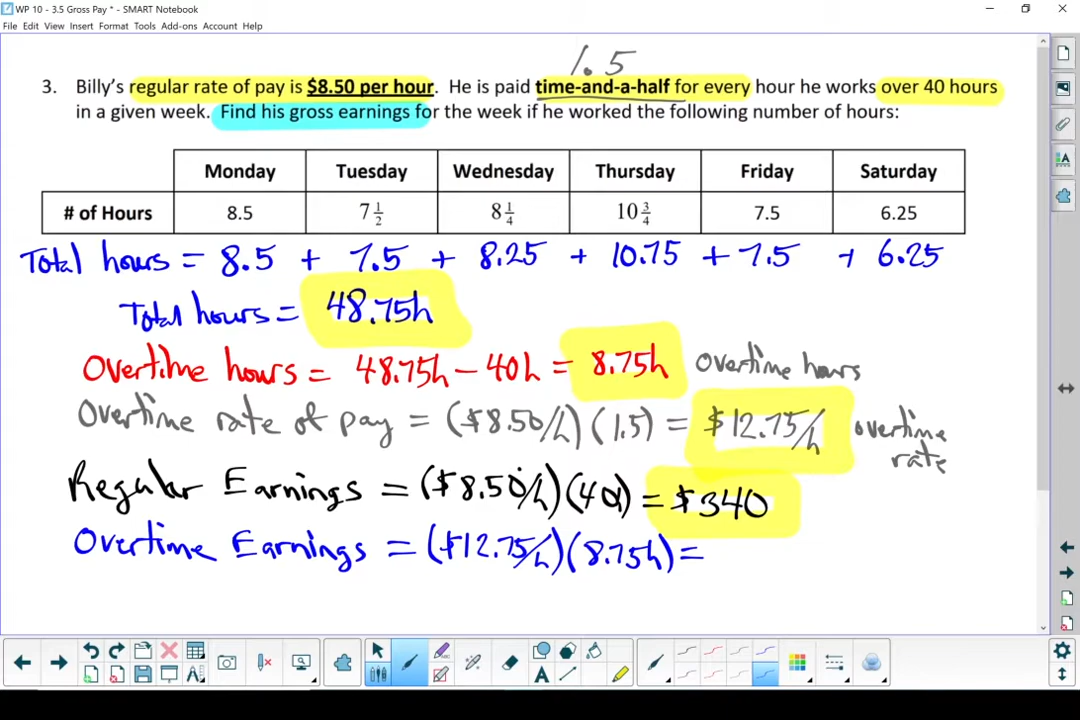 WP 10 - 3.5 Gross Pay * - SMART Notebook
File Edit View Insert Format Tools Add-ons Account Help
1.5
3. Billy's regular rate of pay is $8.50 per hour. He is paid time-and-a-half for every hour he works over 40 hours
in a given week. Find his gross earnings for the week if he worked the following number of hours:
Monday Tuesday Wednesday Thursday Friday Saturday
# of Hours 8.5 7 1/2 8 1/4 10 3/4 7.5 6.25
Total hours = 8.5 + 7.5 + 8.25 + 10.75 + 7.5 + 6.25
Total hours = 48.75h
Overtime hours = 48.75h - 40h = 8.75h overtime hours
Overtime rate of pay = ($8.50/h)(1.5) = $12.75/h overtime
rate
Regular Earnings = ($8.50/h)(40h) = $340
Overtime Earnings = ($12.75/h)(8.75h) =